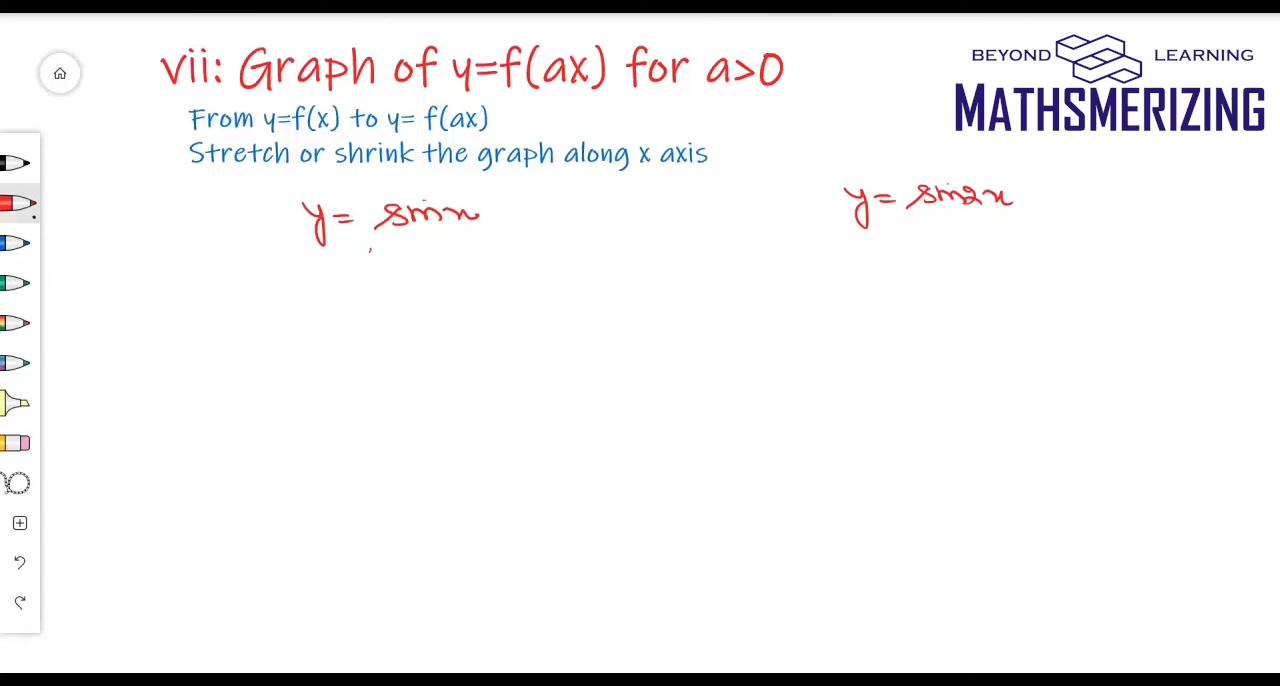 vii: Graph of y=f(ax) for a>0
BEYOND LEARNING
MATHSMERIZING
From y=f(x) to y= f(ax)
Stretch or shrink the graph along x axis
y= sinx
y= sin2x